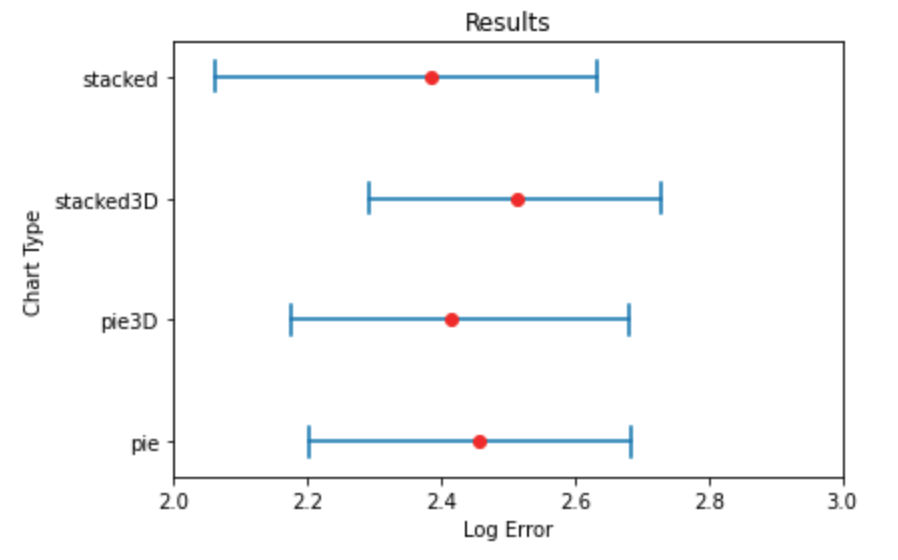 Results
stacked
stacked3D
pie3D
pie
Chart Type
2.0 2.2 2.4 2.6 2.8 3.0
Log Error